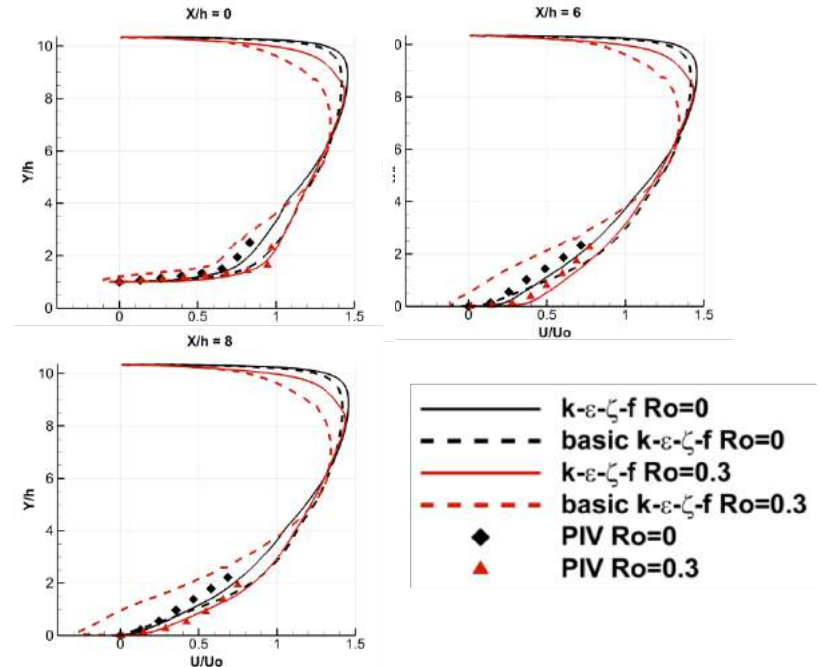 X/h = 0
10
8
6
4
2
0
Y/h
0
0.5
1
1.5
X/h = 6
0
8
6
4
2
0
0
0.5
1
1.5
U/Uo
X/h = 8
10
8
6
4
2
0
Y/h
0
0.5
1
1.5
U/Uo
k-ε-ζ-f Ro=0
basic k-ε-ζ-f Ro=0
k-ε-ζ-f Ro=0.3
basic k-ε-ζ-f Ro=0.3
PIV Ro=0
PIV Ro=0.3